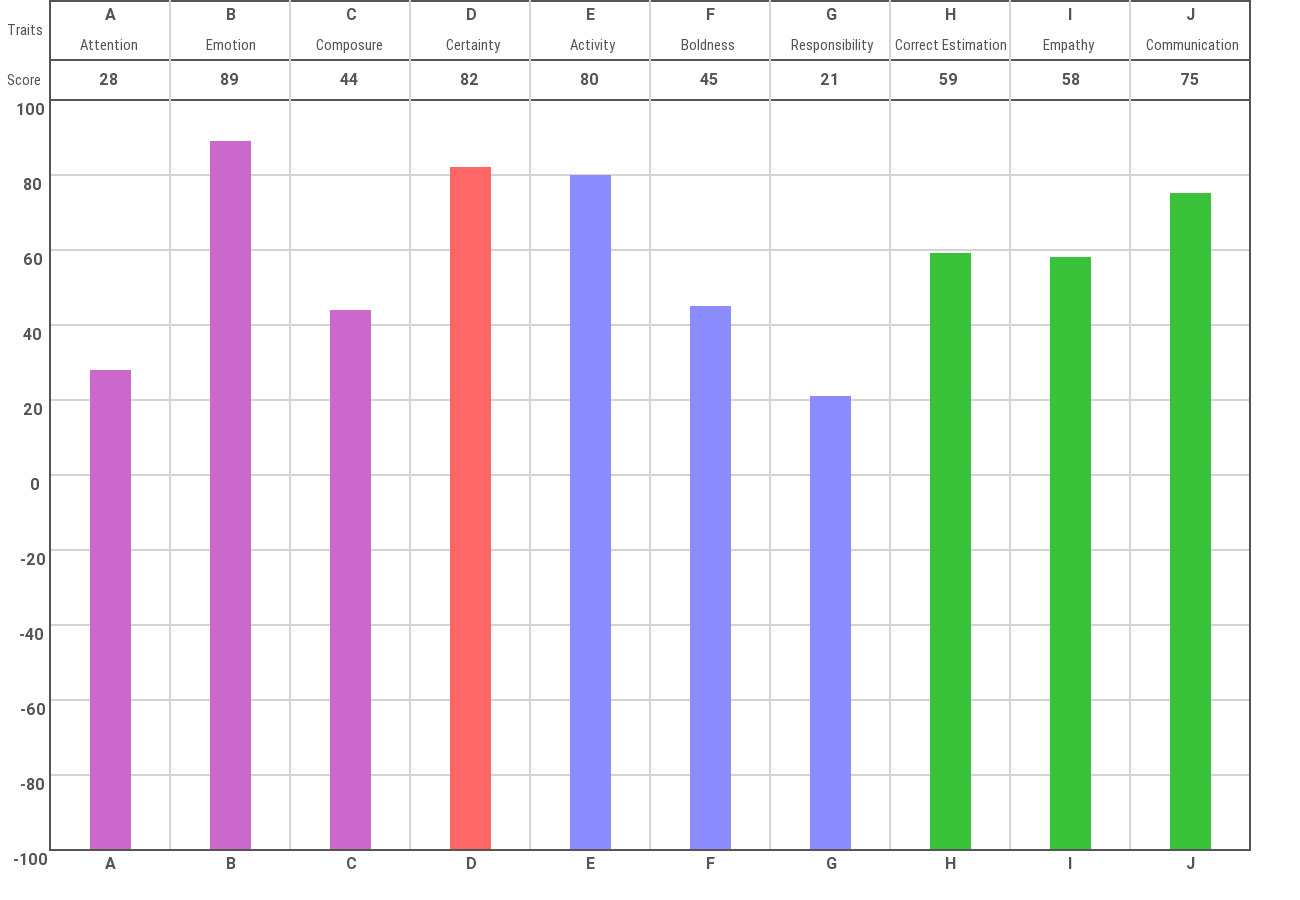 Traits A B C D E F G H I J
Attention Emotion Composure Certainty Activity Boldness Responsibility Correct Estimation Empathy Communication
Score 28 89 44 82 80 45 21 59 58 75
100
80
60
40
20
0
-20
-40
-60
-80
-100
A B C D E F G H I J